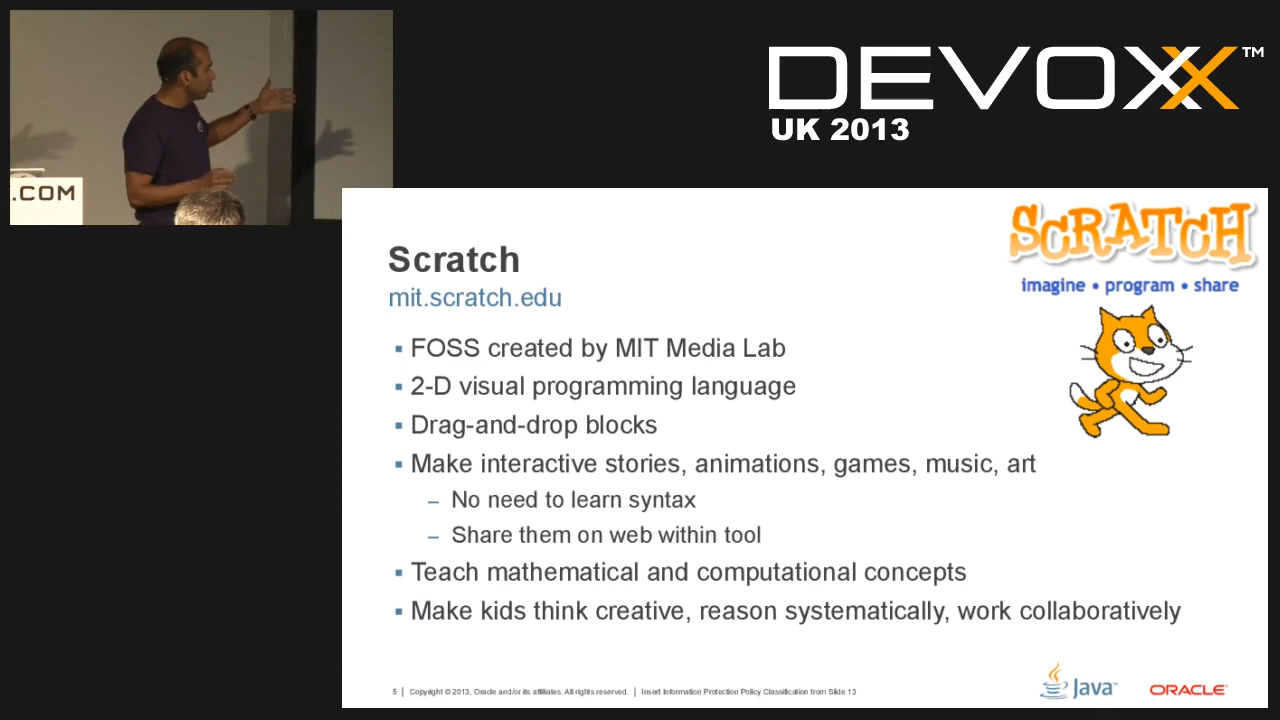 DEVOXX™
UK 2013
.COM
SCRATCH
imagine • program • share
Scratch
mit.scratch.edu
▪ FOSS created by MIT Media Lab
▪ 2-D visual programming language
▪ Drag-and-drop blocks
▪ Make interactive stories, animations, games, music, art
– No need to learn syntax
– Share them on web within tool
▪ Teach mathematical and computational concepts
▪ Make kids think creative, reason systematically, work collaboratively
5 | Copyright © 2013, Oracle and/or its affiliates. All rights reserved. | Insert Information Protection Policy Classification from Slide 13
Java™
ORACLE